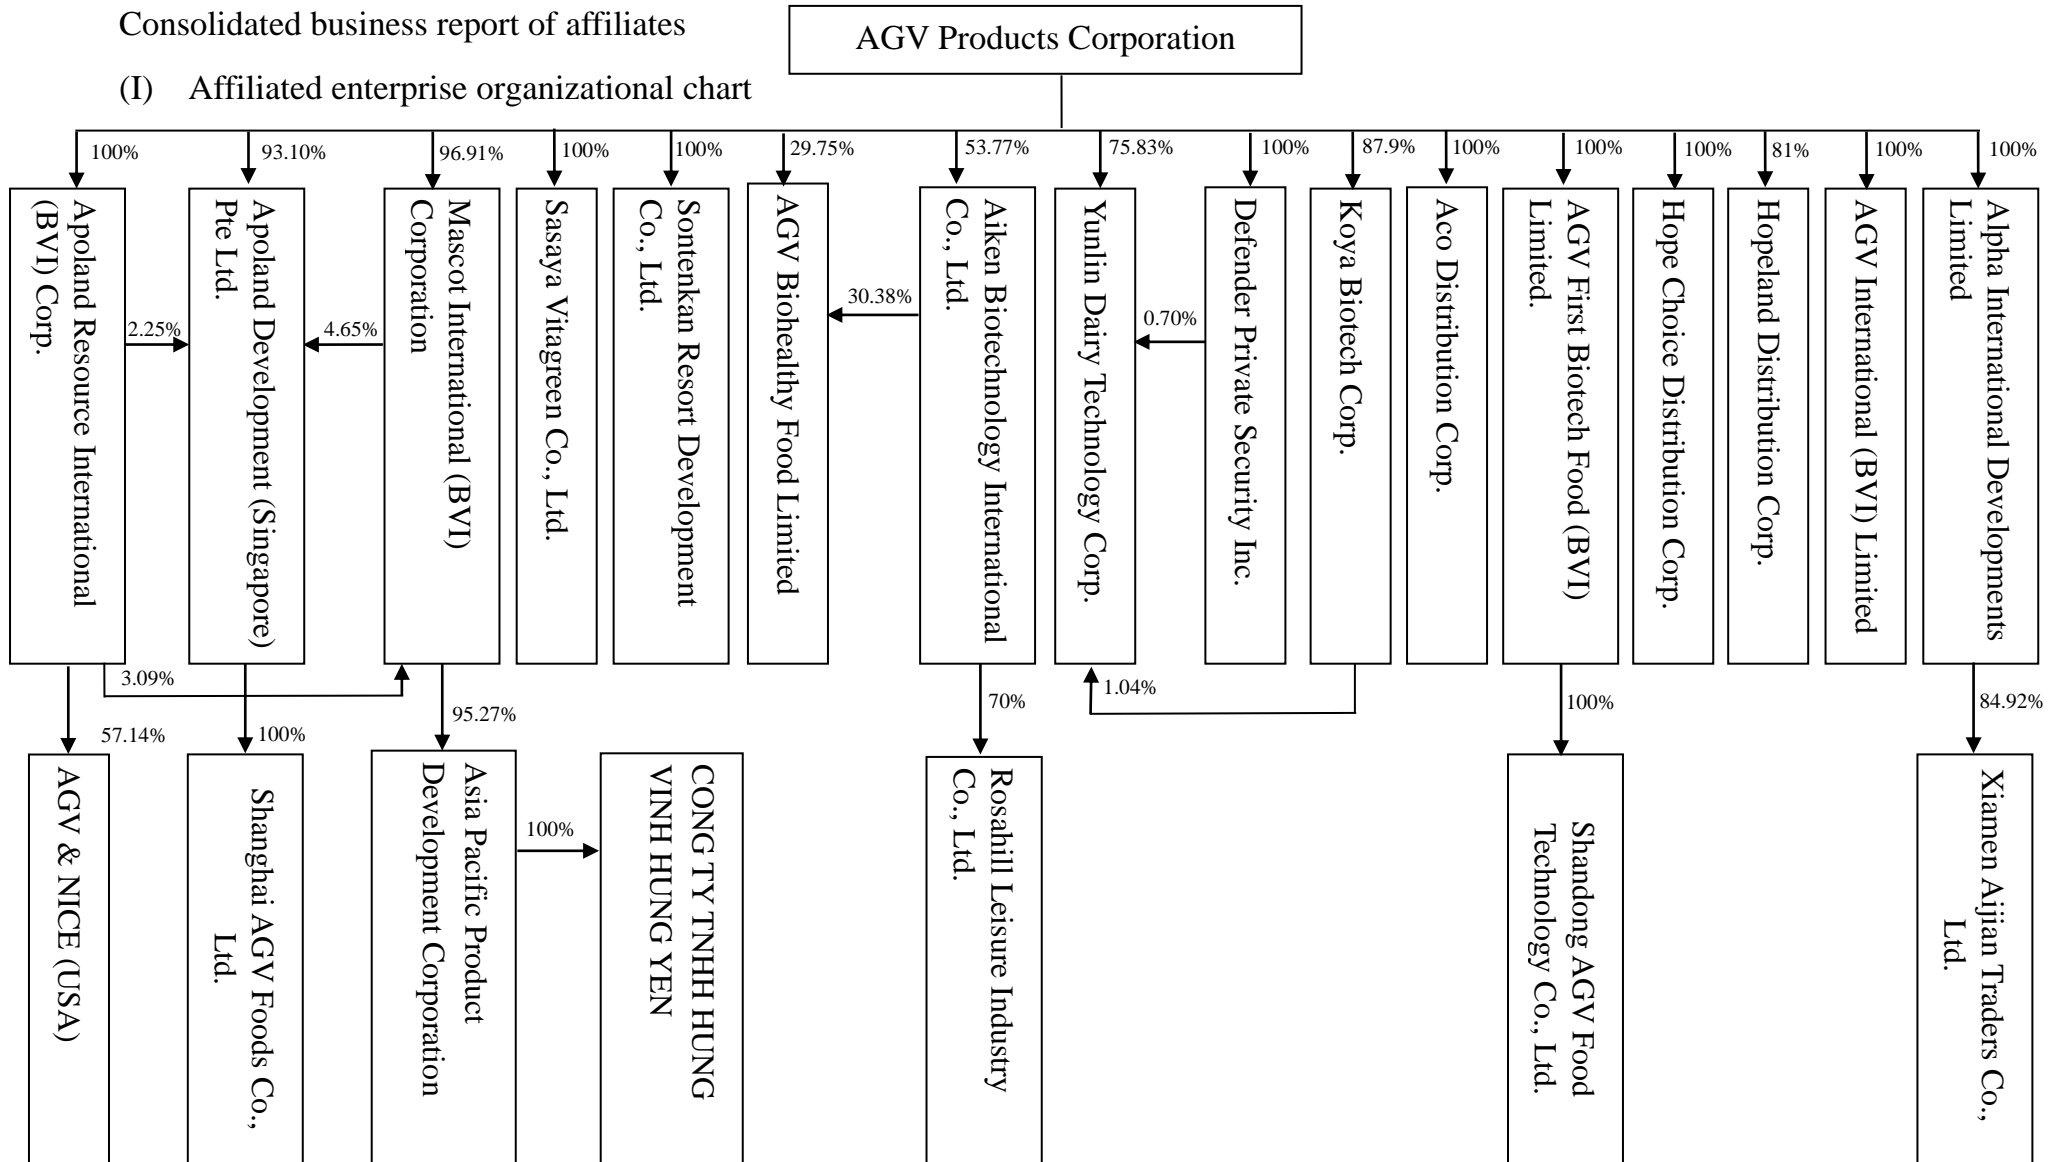 Consolidated business report of affiliates
AGV Products Corporation
(I) Affiliated enterprise organizational chart
100%
93.10%
96.91%
100%
100%
29.75%
53.77%
75.83%
100%
87.9%
100%
100%
100%
81%
100%
100%
Apoland Resource International
(BVI) Corp.
Apoland Development (Singapore)
Pte Ltd.
Mascot International (BVI)
Corporation
Sasaya Vitagreen Co., Ltd.
Sontenkan Resort Development
Co., Ltd.
AGV Biohealthy Food Limited
Aiken Biotechnology International
Co., Ltd.
Yunlin Dairy Technology Corp.
Defender Private Security Inc.
Koya Biotech Corp.
Aco Distribution Corp.
AGV First Biotech Food (BVI)
Limited.
Hope Choice Distribution Corp.
Hopeland Distribution Corp.
AGV International (BVI) Limited
Alpha International Developments
Limited
2.25%
4.65%
30.38%
0.70%
3.09%
1.04%
57.14%
100%
95.27%
70%
100%
84.92%
AGV & NICE (USA)
Shanghai AGV Foods Co.,
Ltd.
Asia Pacific Product
Development Corporation
100%
CONG TY TNHH HUNG
VINH HUNG YEN
Rosahill Leisure Industry
Co., Ltd.
Shandong AGV Food
Technology Co., Ltd.
Xiamen Aijian Traders Co.,
Ltd.